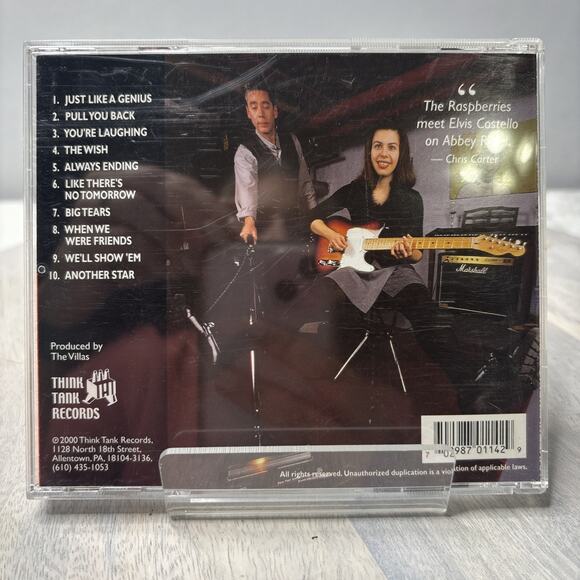 1. JUST LIKE A GENIUS
2. PULL YOU BACK
3. YOU'RE LAUGHING
4. THE WISH
5. ALWAYS ENDING
6. LIKE THERE'S
NO TOMORROW
7. BIG TEARS
8. WHEN WE
WERE FRIENDS
9. WE'LL SHOW 'EM
10. ANOTHER STAR
“
The Raspberries
meet Elvis Costello
on Abbey
— Chris Carter
Marshall
Produced by
The Villas
THINK
TANK
RECORDS
℗2000 Think Tank Records,
1128 North 18th Street,
Allentown, PA, 18104-3136,
(610) 435-1053
7 02987 01142 9
All rights reserved. Unauthorized duplication is a violation of applicable laws.